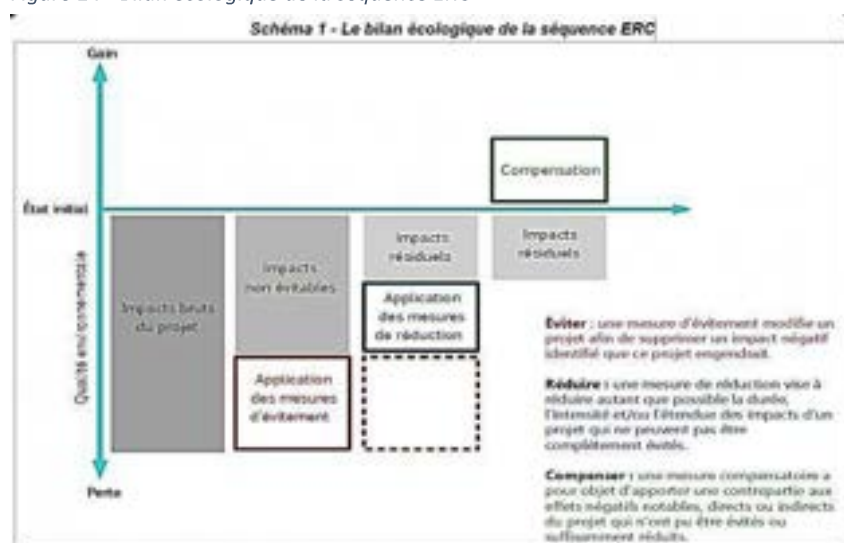 Schéma 1 - Le bilan écologique de la séquence ERC
Gain
Compensation
État initial
Qualité environnementale
Impacts bruts
du projet
Impacts
non évitables
Application
des mesures
d'évitement
Impacts
résiduels
Application
des mesures
de réduction
Impacts
résiduels
Perte
Éviter : une mesure d'évitement modifie un
projet afin de supprimer un impact négatif
identifié que ce projet engendrait.
Réduire : une mesure de réduction vise à
réduire autant que possible la durée,
l'intensité et/ou l'étendue des impacts d'un
projet qui ne peuvent pas être
complètement évités.
Compenser : une mesure compensatoire a
pour objet d'apporter une contrepartie aux
effets négatifs notables, directs ou indirects
du projet qui n'ont pu être évités ou
suffisamment réduits.